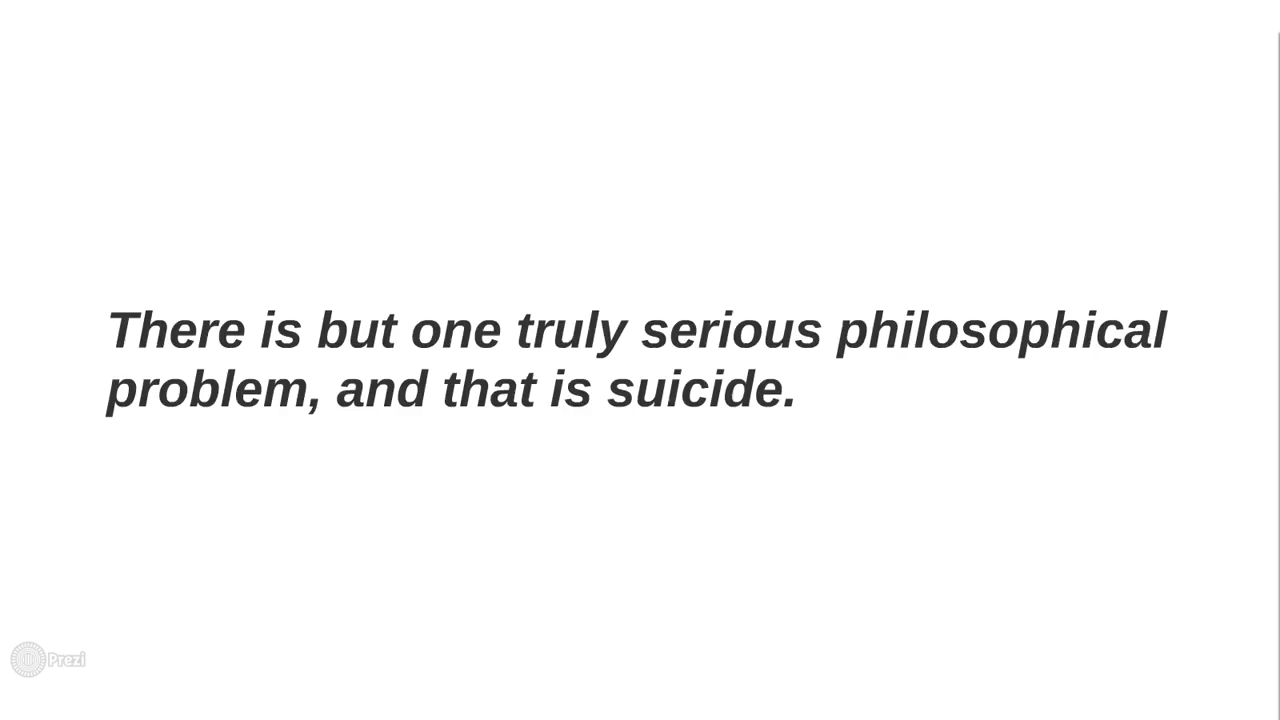 There is but one truly serious philosophical
problem, and that is suicide.
Prezi